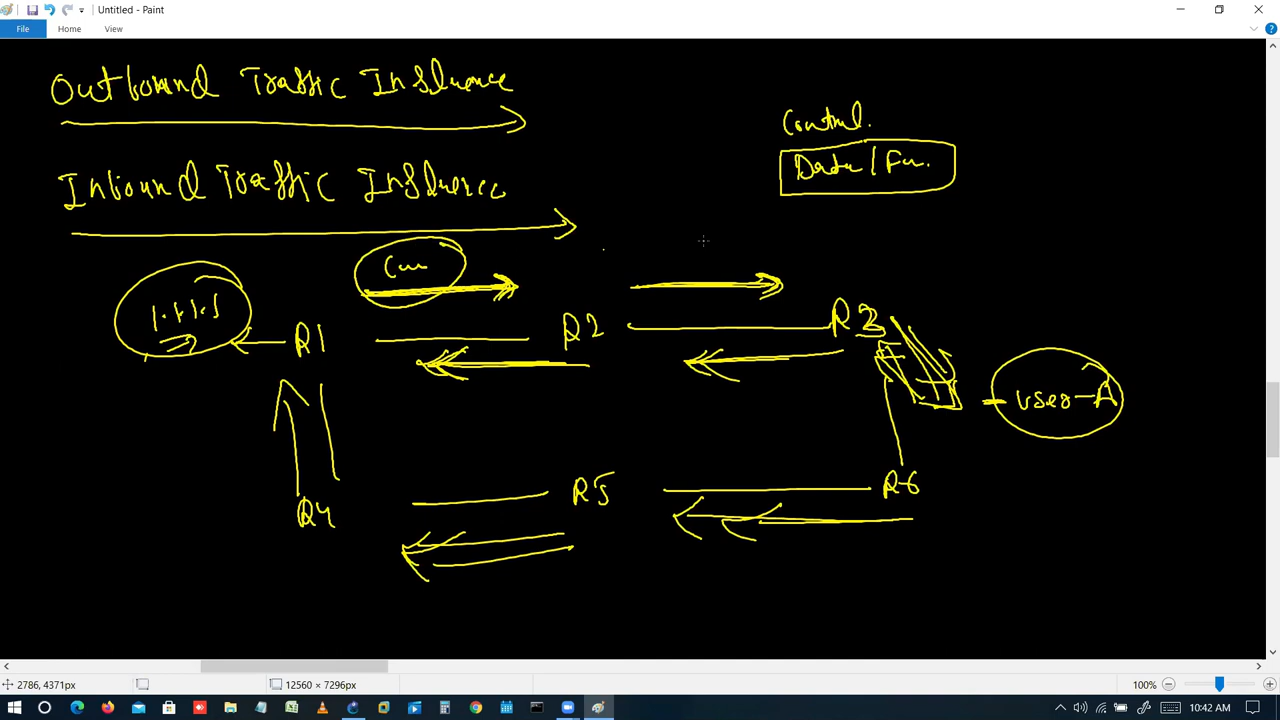 Untitled - Paint
File
Home
View
Outbound Traffic Influence
Control.
Data / Fw.
Inbound Traffic Influence
1.1.1.1
R1
R2
R3
User-A
R4
R5
R6
2786, 4371px
12560 × 7296px
100%
10:42 AM